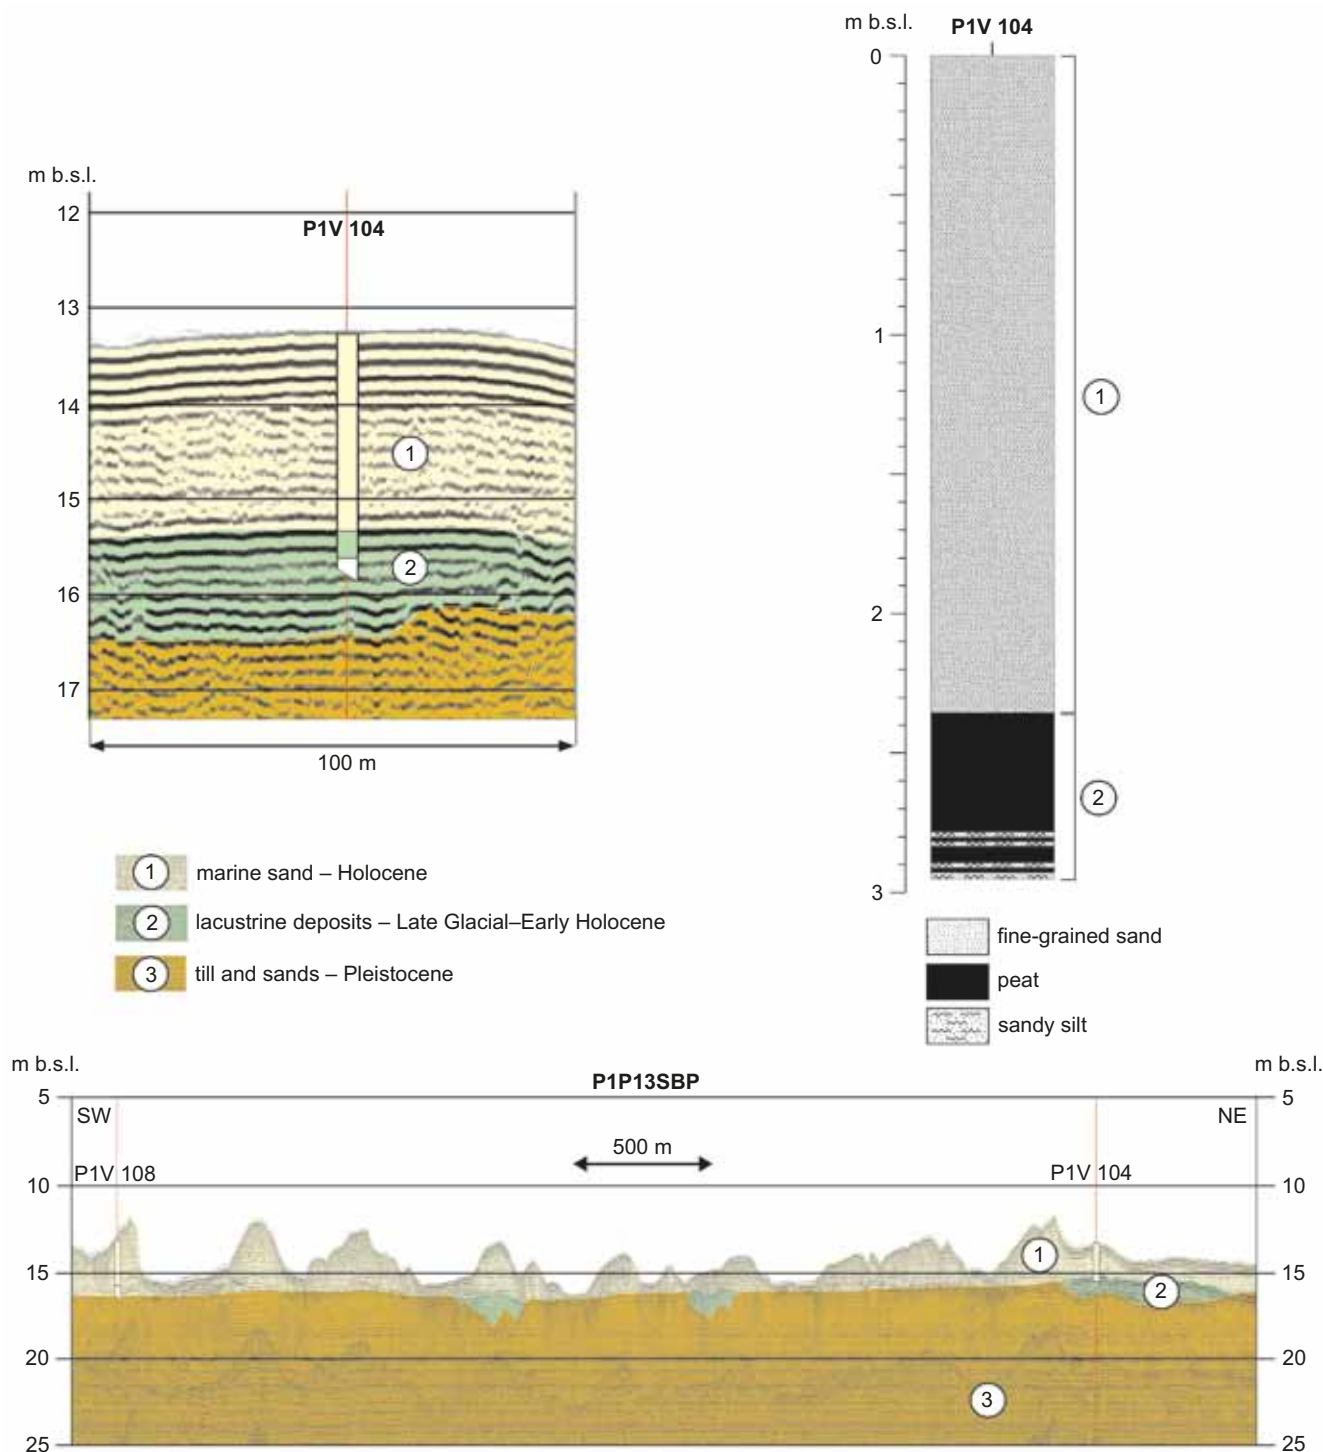 m b.s.l.
P1V 104
12
13
14
15
16
17
1
2
100 m
m b.s.l.
P1V 104
0
1
2
3
1
2
1 marine sand – Holocene
2 lacustrine deposits – Late Glacial–Early Holocene
3 till and sands – Pleistocene
fine-grained sand
peat
sandy silt
m b.s.l.
P1P13SBP
m b.s.l.
5
SW
NE
5
500 m
P1V 108
P1V 104
10
10
1
15
15
2
20
20
3
25
25